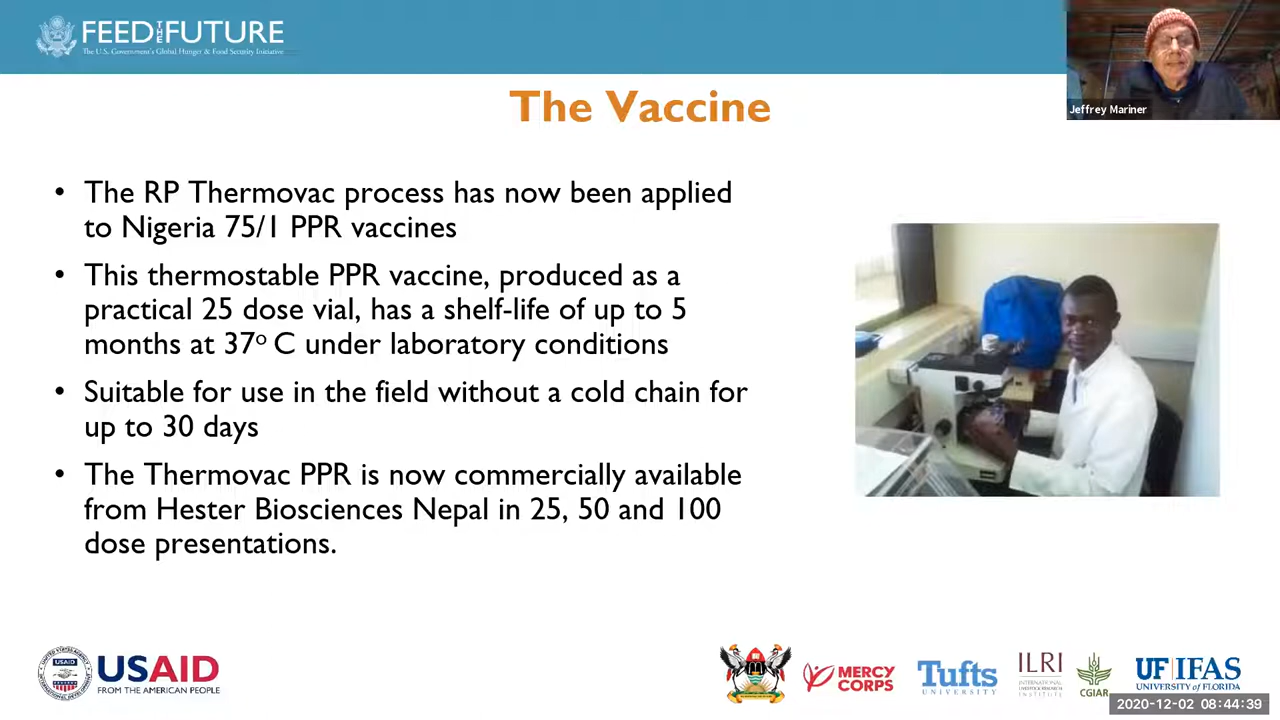 FEED THE FUTURE
The U.S. Government's Global Hunger & Food Security Initiative
Jeffrey Mariner
The Vaccine
• The RP Thermovac process has now been applied
to Nigeria 75/1 PPR vaccines
• This thermostable PPR vaccine, produced as a
practical 25 dose vial, has a shelf-life of up to 5
months at 37° C under laboratory conditions
• Suitable for use in the field without a cold chain for
up to 30 days
• The Thermovac PPR is now commercially available
from Hester Biosciences Nepal in 25, 50 and 100
dose presentations.
USAID
USAID
FROM THE AMERICAN PEOPLE
MERCY
CORPS
Tufts
UNIVERSITY
ILRI
INTERNATIONAL
LIVESTOCK RESEARCH
INSTITUTE
CGIAR
UF|IFAS
UNIVERSITY of FLORIDA
2020-12-02 08:44:39